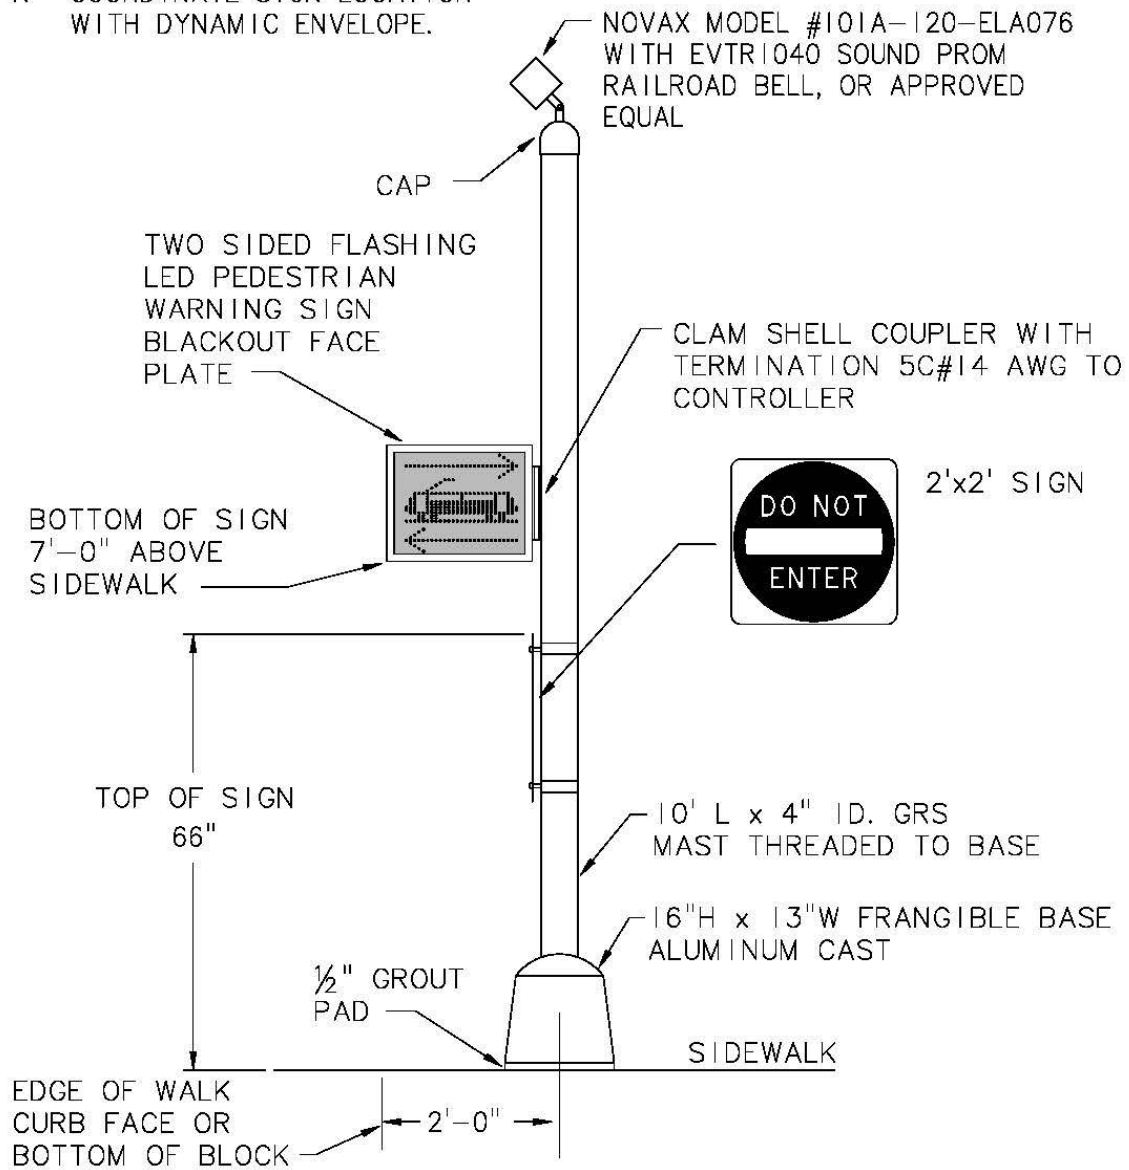 WITH DYNAMIC ENVELOPE.
NOVAX MODEL #101A-120-ELA076
WITH EVTR1040 SOUND PROM
RAILROAD BELL, OR APPROVED
EQUAL
CAP
TWO SIDED FLASHING
LED PEDESTRIAN
WARNING SIGN
BLACKOUT FACE
PLATE
CLAM SHELL COUPLER WITH
TERMINATION 5C#14 AWG TO
CONTROLLER
2'x2' SIGN
DO NOT
ENTER
BOTTOM OF SIGN
7'-0" ABOVE
SIDEWALK
TOP OF SIGN
66"
10' L x 4" ID. GRS
MAST THREADED TO BASE
16"H x 13"W FRANGIBLE BASE
ALUMINUM CAST
½" GROUT
PAD
SIDEWALK
EDGE OF WALK
CURB FACE OR
BOTTOM OF BLOCK
2'-0"